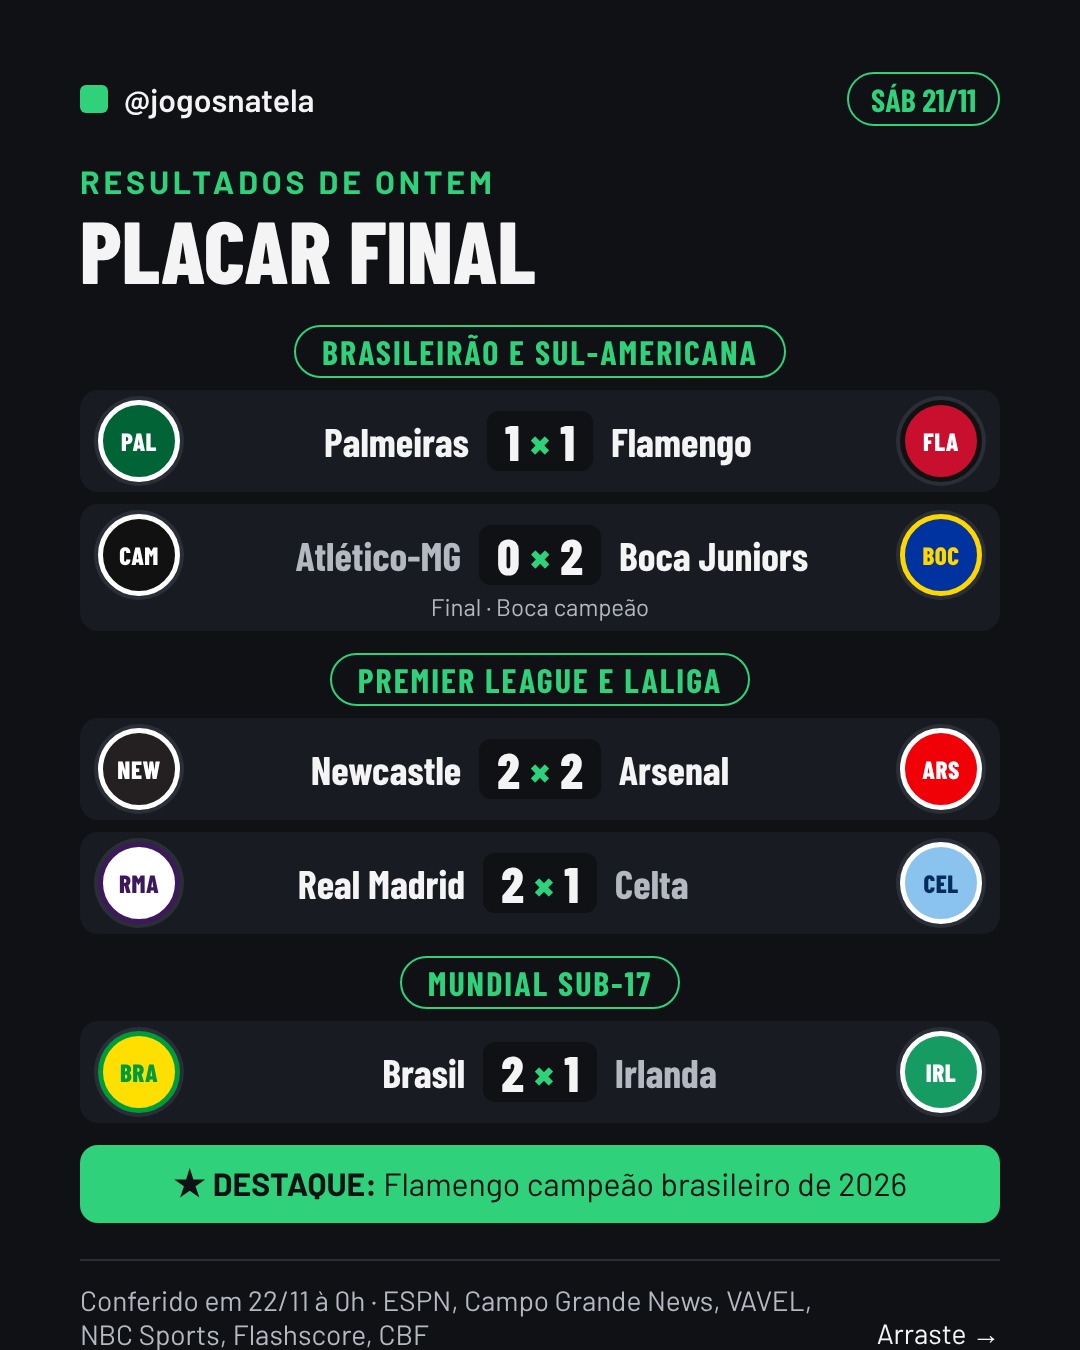 @jogosnatela
SÁB 21/11
RESULTADOS DE ONTEM
PLACAR FINAL
BRASILEIRÃO E SUL-AMERICANA
PAL Palmeiras 1 × 1 Flamengo FLA
CAM Atlético-MG 0 × 2 Boca Juniors BOC
Final · Boca campeão
PREMIER LEAGUE E LALIGA
NEW Newcastle 2 × 2 Arsenal ARS
RMA Real Madrid 2 × 1 Celta CEL
MUNDIAL SUB-17
BRA Brasil 2 × 1 Irlanda IRL
★ DESTAQUE: Flamengo campeão brasileiro de 2026
Conferido em 22/11 à 0h · ESPN, Campo Grande News, VAVEL,
NBC Sports, Flashscore, CBF
Arraste →